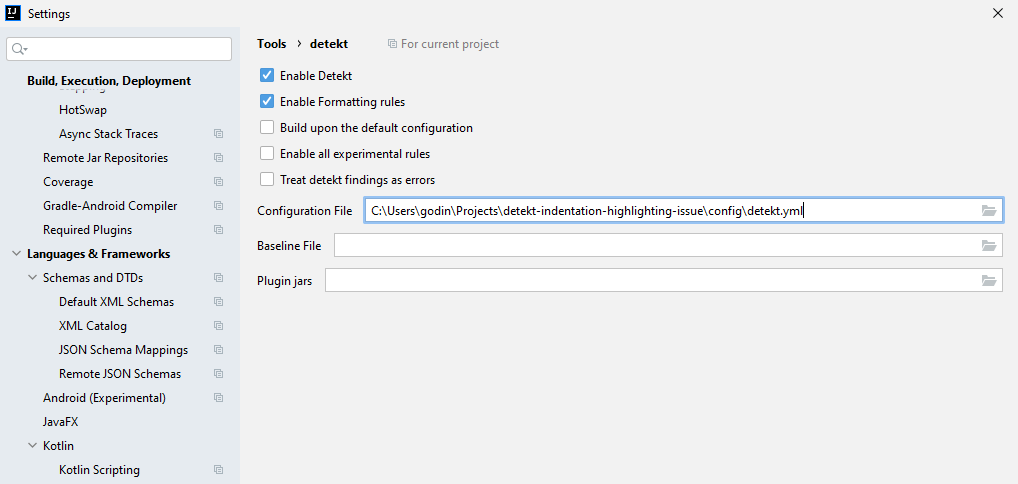 Settings
Tools › detekt For current project
Enable Detekt
Enable Formatting rules
Build upon the default configuration
Enable all experimental rules
Treat detekt findings as errors
Configuration File C:\Users\godin\Projects\detekt-indentation-highlighting-issue\config\detekt.yml
Baseline File
Plugin jars
Build, Execution, Deployment
HotSwap
Async Stack Traces
Remote Jar Repositories
Coverage
Gradle-Android Compiler
Required Plugins
Languages & Frameworks
Schemas and DTDs
Default XML Schemas
XML Catalog
JSON Schema Mappings
Remote JSON Schemas
Android (Experimental)
JavaFX
Kotlin
Kotlin Scripting